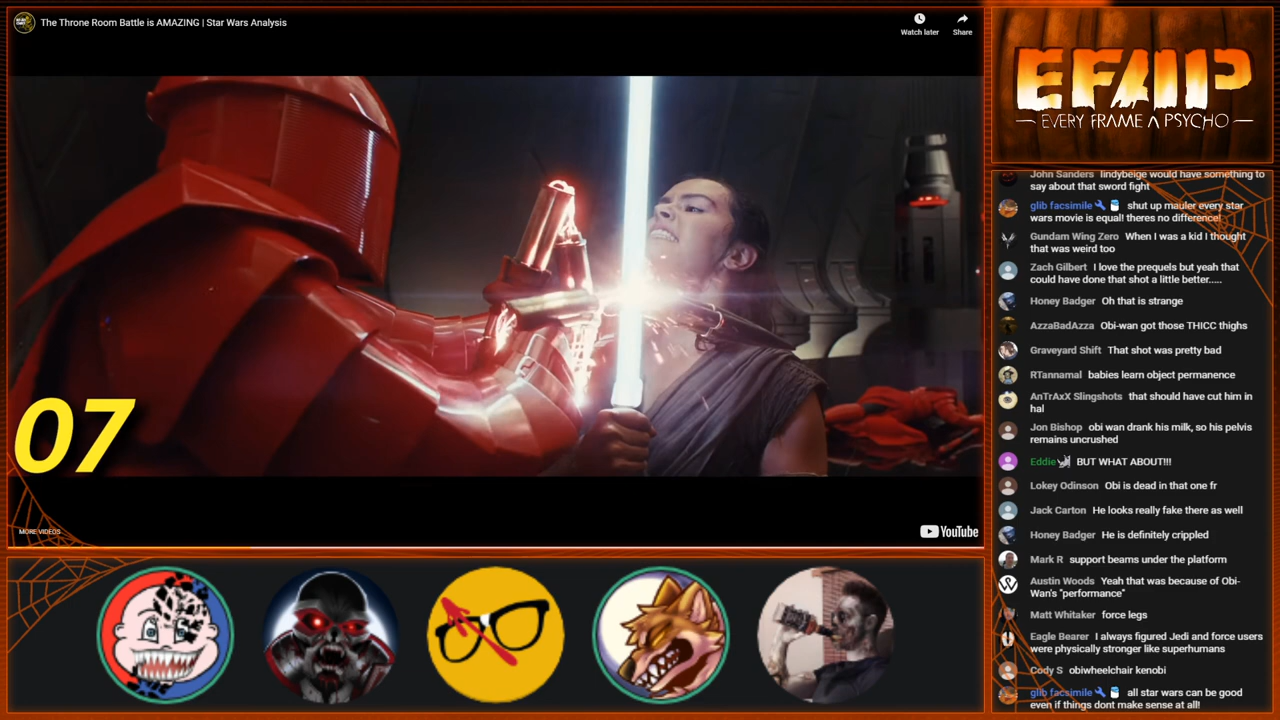 The Throne Room Battle is AMAZING | Star Wars Analysis
Watch later
Share
07
MORE VIDEOS
YouTube
EFAP
EVERY FRAME A PSYCHO
John Sanders lindybeige would have something to
say about that sword fight
glib facsimile shut up mauler every star
wars movie is equal! theres no difference!
Gundam Wing Zero When I was a kid I thought
that was weird too
Zach Gilbert I love the prequels but yeah that
could have done that shot a little better.....
Honey Badger Oh that is strange
AzzaBadAzza Obi-wan got those THICC thighs
Graveyard Shift That shot was pretty bad
RTannamal babies learn object permanence
AnTrAxX Slingshots that should have cut him in
hal
Jon Bishop obi wan drank his milk, so his pelvis
remains uncrushed
Eddie BUT WHAT ABOUT!!!
Lokey Odinson Obi is dead in that one fr
Jack Carton He looks really fake there as well
Honey Badger He is definitely crippled
Mark R support beams under the platform
Austin Woods Yeah that was because of Obi-
Wan's "performance"
Matt Whitaker force legs
Eagle Bearer I always figured Jedi and force users
were physically stronger like superhumans
Cody S obiwheelchair kenobi
glib facsimile all star wars can be good
even if things dont make sense at all!